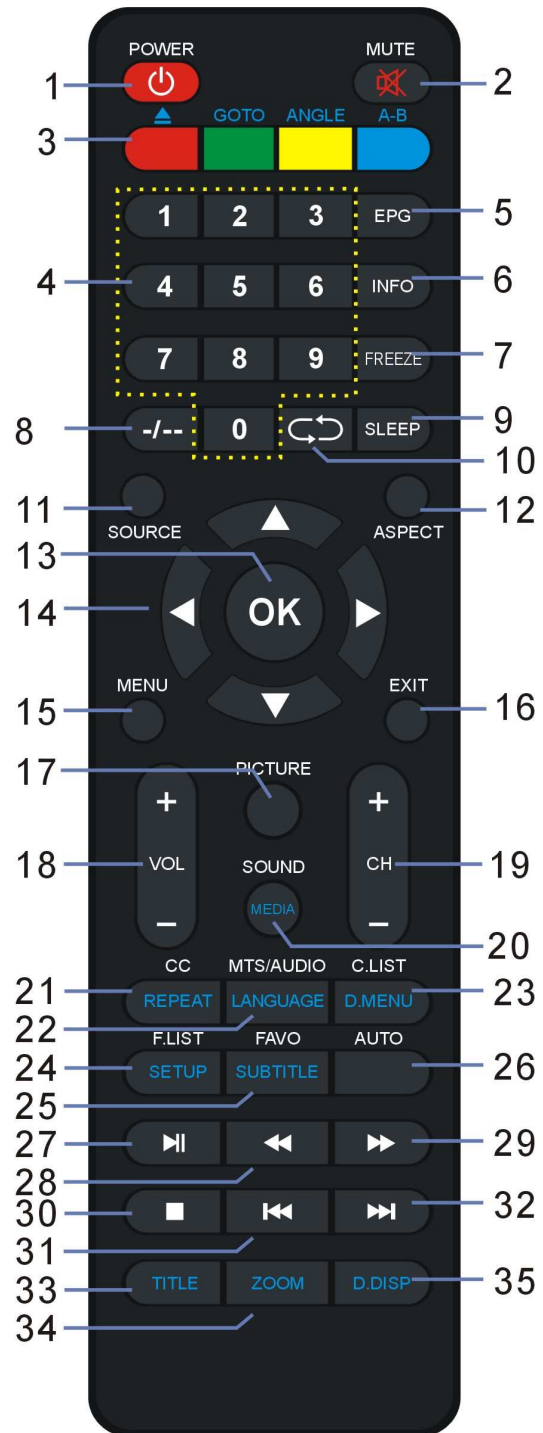 POWER MUTE
1 2
GOTO ANGLE A-B
3
1 2 3 EPG 5
4 4 5 6 INFO 6
7 8 9 FREEZE 7
8 -/-- 0 SLEEP 9
10
11 12
SOURCE ASPECT
13
14 OK
MENU EXIT
15 16
17 PICTURE
+ +
18 VOL SOUND CH 19
MEDIA
- -
20
CC MTS/AUDIO C.LIST
21 REPEAT LANGUAGE D.MENU 23
22
F.LIST FAVO AUTO
24 SETUP SUBTITLE 26
25
27 29
28
30 32
31
33 TITLE ZOOM D.DISP 35
34